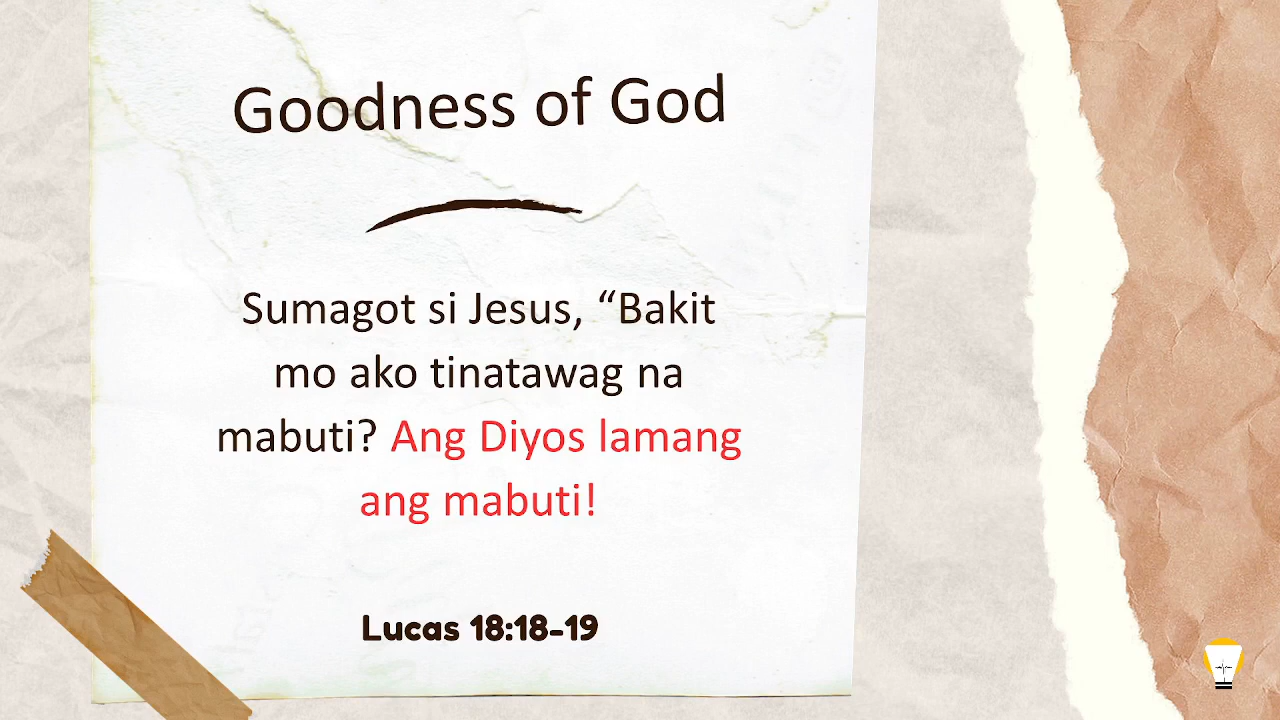 Goodness of God
Sumagot si Jesus, “Bakit
mo ako tinatawag na
mabuti? Ang Diyos lamang
ang mabuti!
Lucas 18:18-19